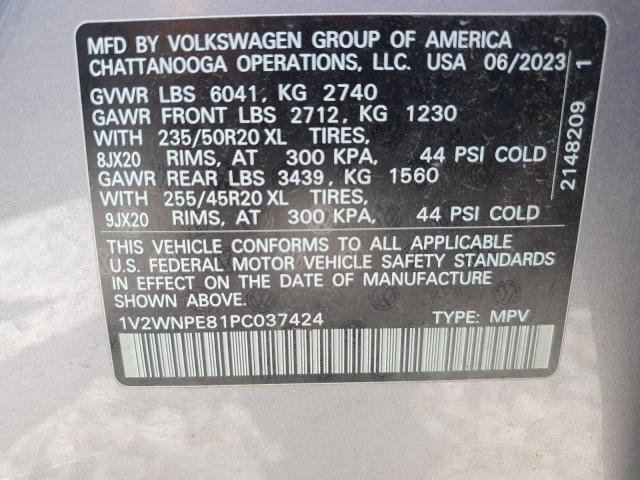 MFD BY VOLKSWAGEN GROUP OF AMERICA
CHATTANOOGA OPERATIONS, LLC. USA 06/2023
GVWR LBS 6041, KG 2740
GAWR FRONT LBS 2712, KG 1230
WITH 235/50R20 XL TIRES,
8JX20 RIMS, AT 300 KPA, 44 PSI COLD
GAWR REAR LBS 3439, KG 1560
WITH 255/45R20 XL TIRES,
9JX20 RIMS, AT 300 KPA, 44 PSI COLD
THIS VEHICLE CONFORMS TO ALL APPLICABLE
U.S. FEDERAL MOTOR VEHICLE SAFETY STANDARDS
IN EFFECT ON THE DATE OF MANUFACTURE
SHOWN ABOVE.
1V2WNPE81PC037424 TYPE: MPV
2148209 1